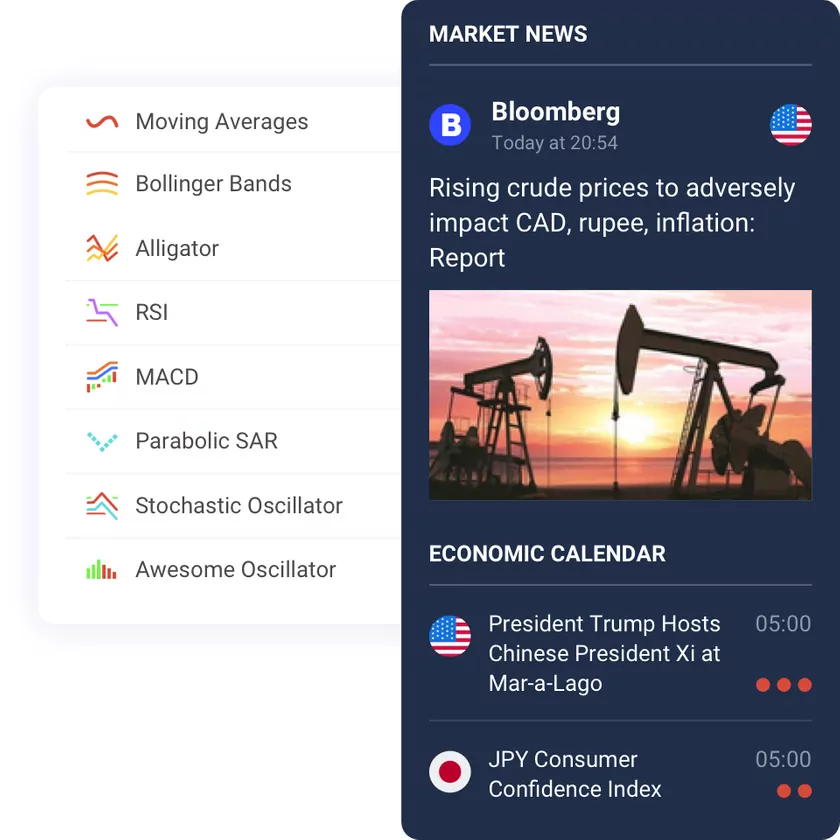 Moving Averages
Bollinger Bands
Alligator
RSI
MACD
Parabolic SAR
Stochastic Oscillator
Awesome Oscillator
MARKET NEWS
B
Bloomberg
Today at 20:54
Rising crude prices to adversely
impact CAD, rupee, inflation:
Report
ECONOMIC CALENDAR
President Trump Hosts 05:00
Chinese President Xi at
Mar-a-Lago
JPY Consumer 05:00
Confidence Index